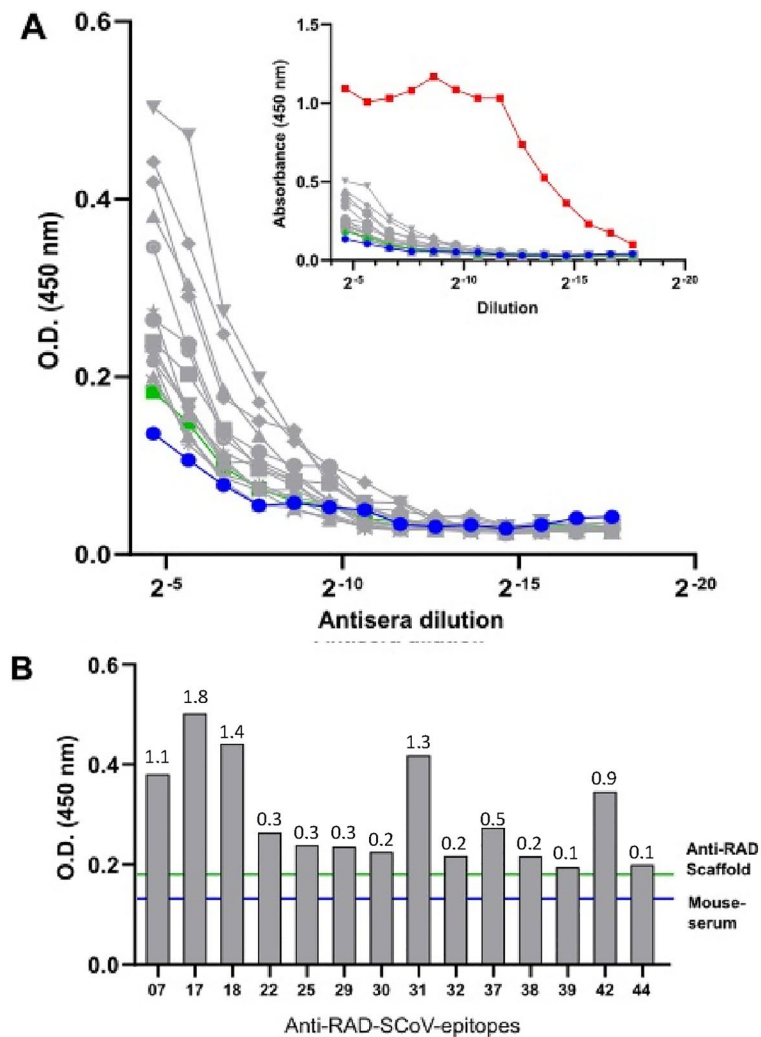 A
0.6
0.4
0.2
0.0
O.D. (450 nm)
2-5
2-10
2-15
2-20
Antisera dilution
1.5
1.0
0.5
0.0
Absorbance (450 nm)
2-5
2-10
2-15
2-20
Dilution
B
0.6
0.4
0.2
0.0
O.D. (450 nm)
1.1
1.8
1.4
0.3
0.3
0.3
0.2
1.3
0.2
0.5
0.2
0.1
0.9
0.1
Anti-RAD
Scaffold
Mouse-
serum
07 17 18 22 25 29 30 31 32 37 38 39 42 44
Anti-RAD-SCoV-epitopes